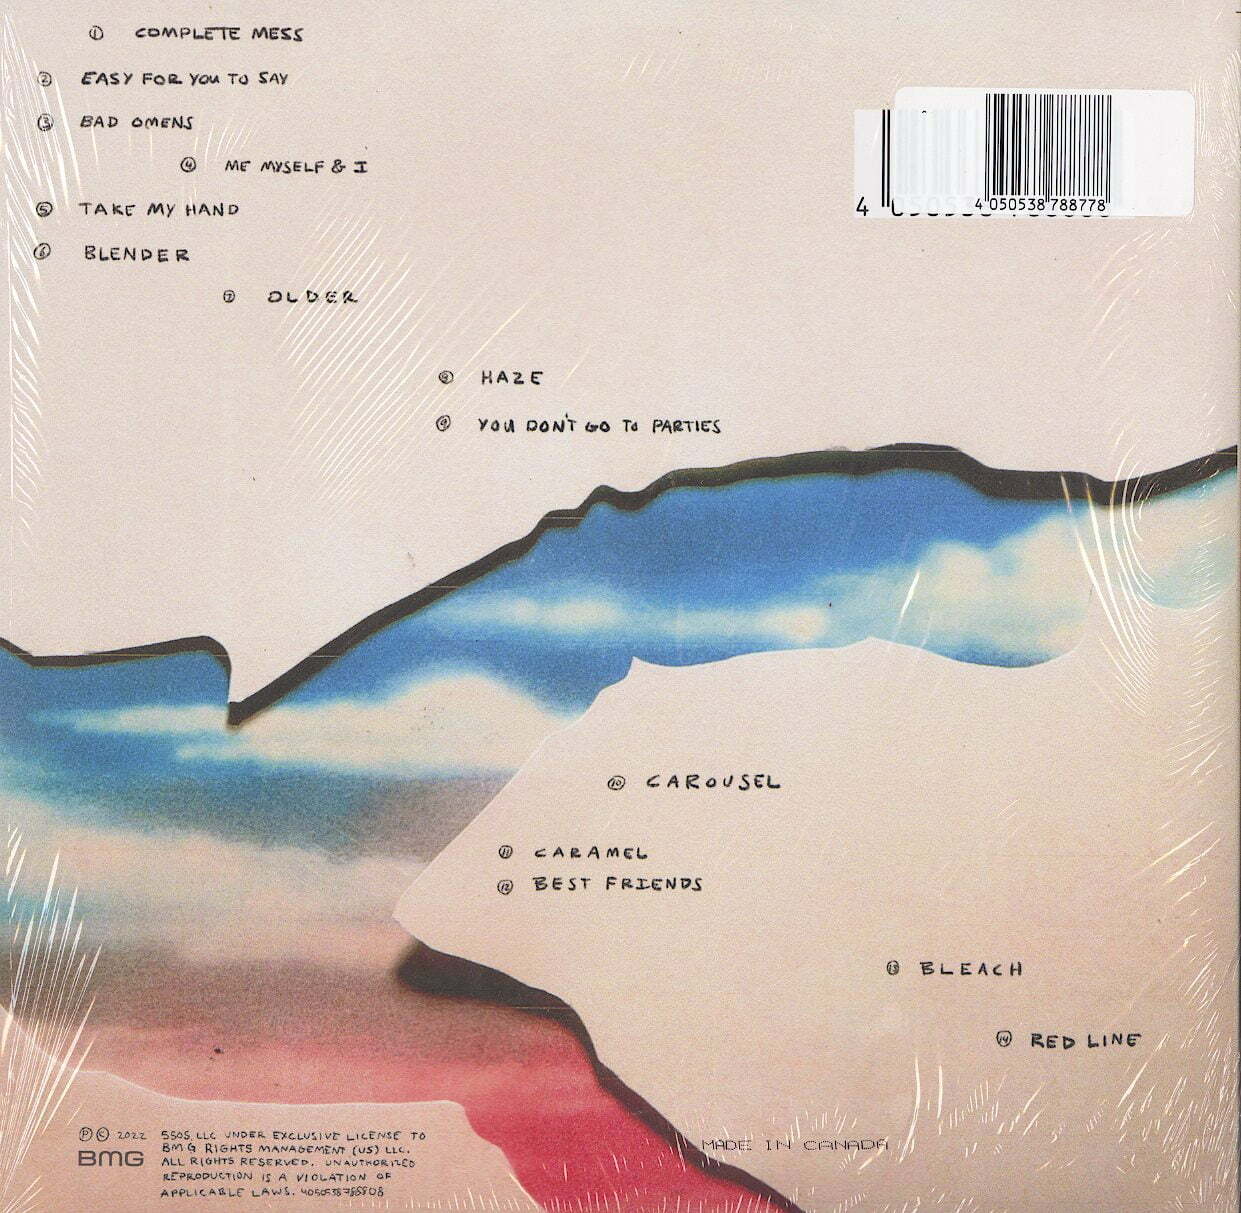 ① COMPLETE MESS
② EASY FOR YOU TO SAY
③ BAD OMENS
④ ME MYSELF & I
⑤ TAKE MY HAND
⑥ BLENDER
⑦ OLDER
⑧ HAZE
⑨ YOU DON'T GO TO PARTIES
⑩ CAROUSEL
⑪ CARAMEL
⑫ BEST FRIENDS
⑬ BLEACH
⑭ RED LINE
4 050538 788778
4
℗ © 2022 5SOS, LLC UNDER EXCLUSIVE LICENSE TO
BMG RIGHTS MANAGEMENT (US) LLC.
BMG ALL RIGHTS RESERVED. UNAUTHORIZED
REPRODUCTION IS A VIOLATION OF
APPLICABLE LAWS.
MADE IN CANADA